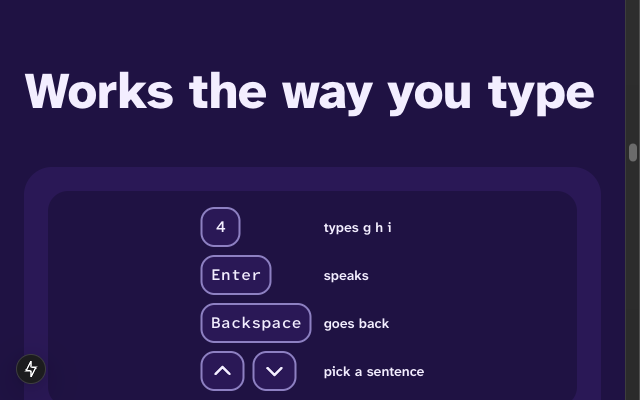 Works the way you type
4 types g h i
Enter speaks
Backspace goes back
pick a sentence